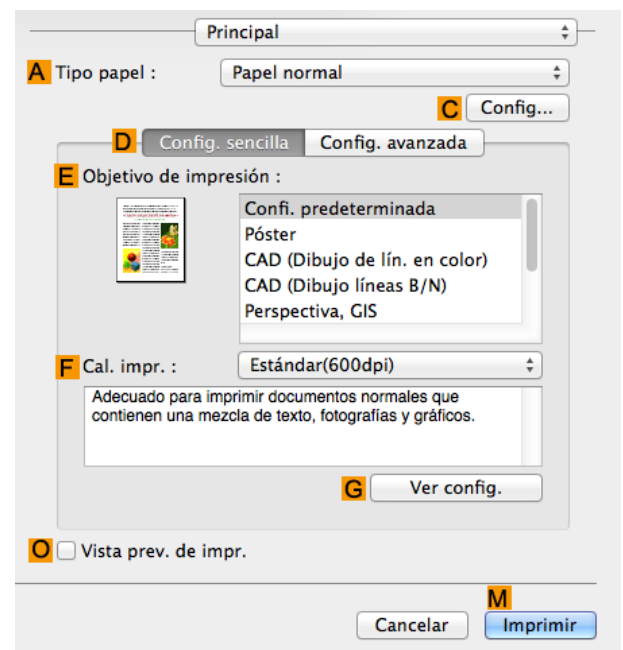 Principal
A Tipo papel : Papel normal
C Config...
D Config. sencilla Config. avanzada
E Objetivo de impresión :
Confi. predeterminada
Póster
CAD (Dibujo de lín. en color)
CAD (Dibujo líneas B/N)
Perspectiva, GIS
F Cal. impr. : Estándar(600dpi)
Adecuado para imprimir documentos normales que
contienen una mezcla de texto, fotografías y gráficos.
G Ver config.
O Vista prev. de impr.
M
Cancelar Imprimir